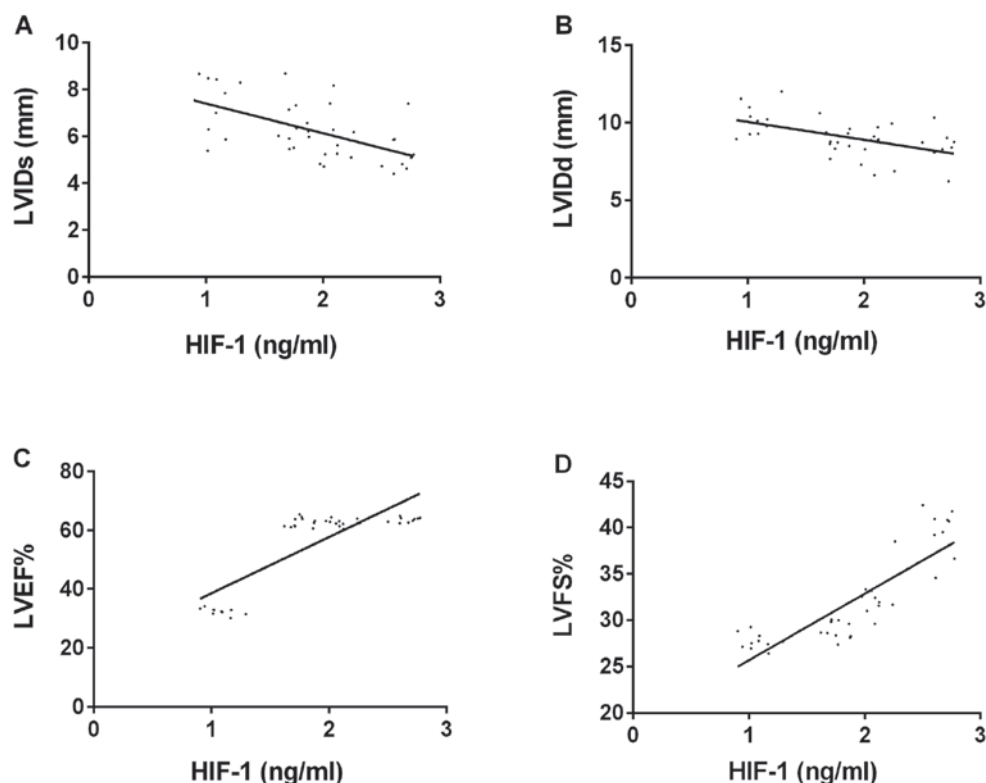 A
LVIDs (mm)
10
8
6
4
2
0
0 1 2 3
HIF-1 (ng/ml)
B
LVIDd (mm)
15
10
5
0
0 1 2 3
HIF-1 (ng/ml)
C
LVEF%
80
60
40
20
0
0 1 2 3
HIF-1 (ng/ml)
D
LVFS%
45
40
35
30
25
20
0 1 2 3
HIF-1 (ng/ml)